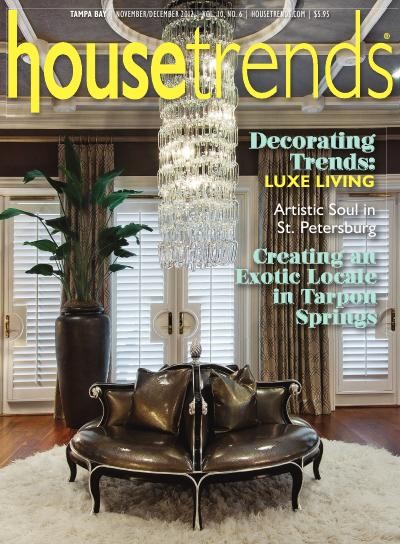 TAMPA BAY | NOVEMBER/DECEMBER 2012 | VOL. 10, NO. 6 | HOUSETRENDS.COM | $5.95
housetrends®
Decorating
Trends:
LUXE LIVING
Artistic Soul in
St. Petersburg
Creating an
Exotic Locale
in Tarpon
Springs